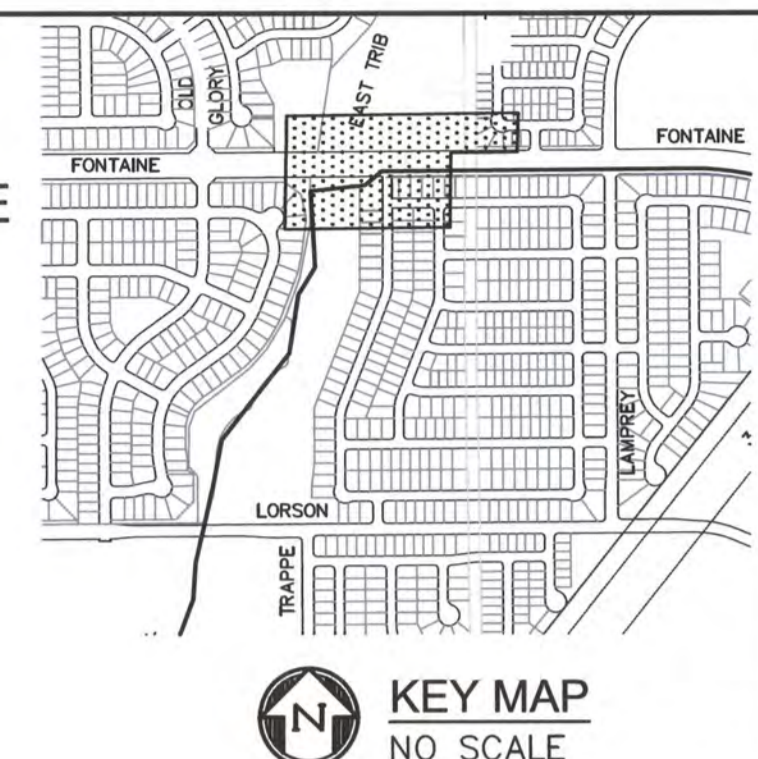 OLD
GLORY
EAST TRIB
FONTAINE
FONTAINE
LAMPREY
LORSON
TRAPPE
N
KEY MAP
NO SCALE